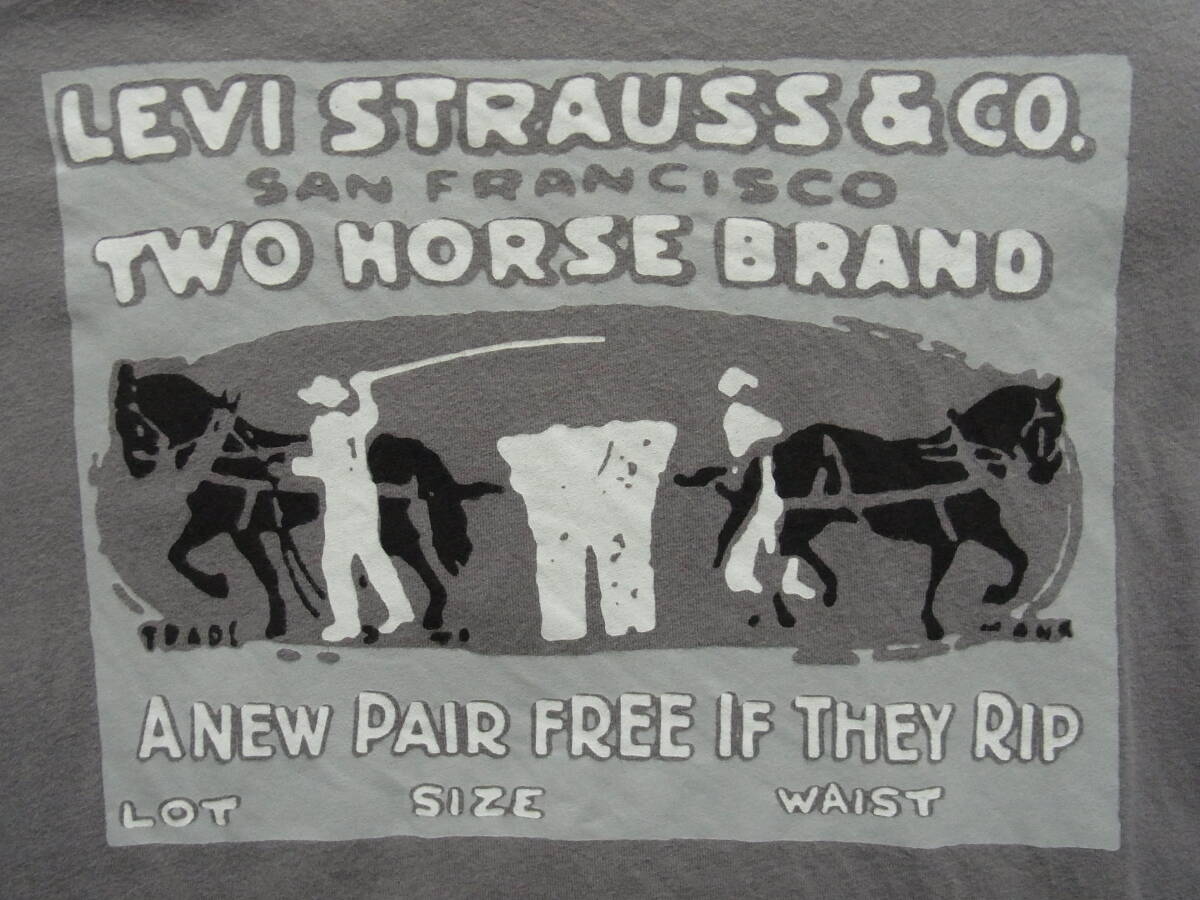 LEVI STRAUSS & CO.
SAN FRANCISCO
TWO HORSE BRAND
TRADE MARK
A NEW PAIR FREE IF THEY RIP
LOT SIZE WAIST